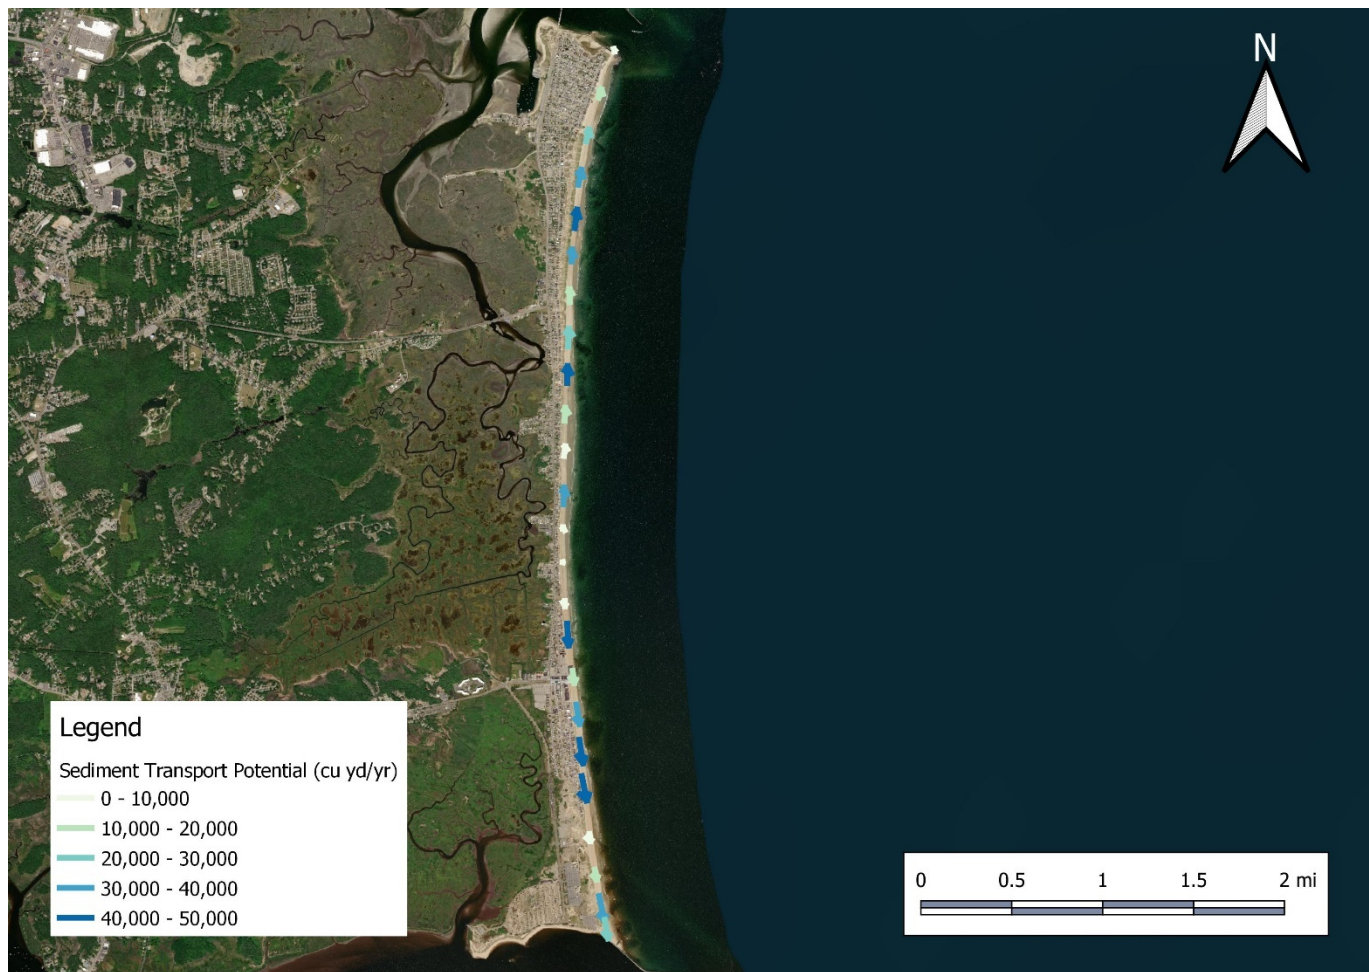 N
Legend
Sediment Transport Potential (cu yd/yr)
0 - 10,000
10,000 - 20,000
20,000 - 30,000
30,000 - 40,000
40,000 - 50,000
0 0.5 1 1.5 2 mi